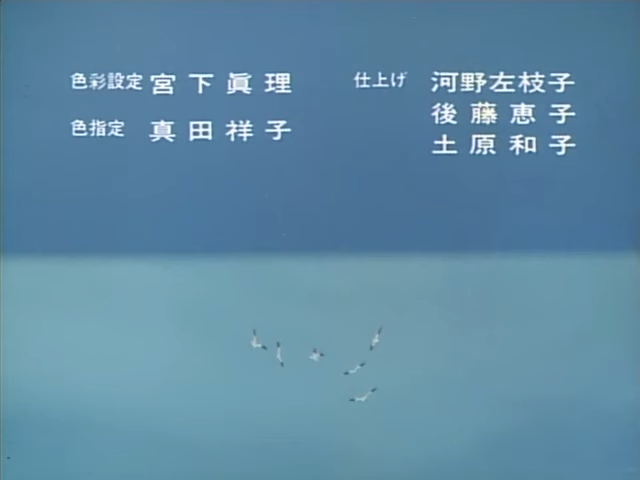 色彩設定 宮下眞理
色指定 真田祥子
仕上げ 河野左枝子
後藤恵子
土原和子